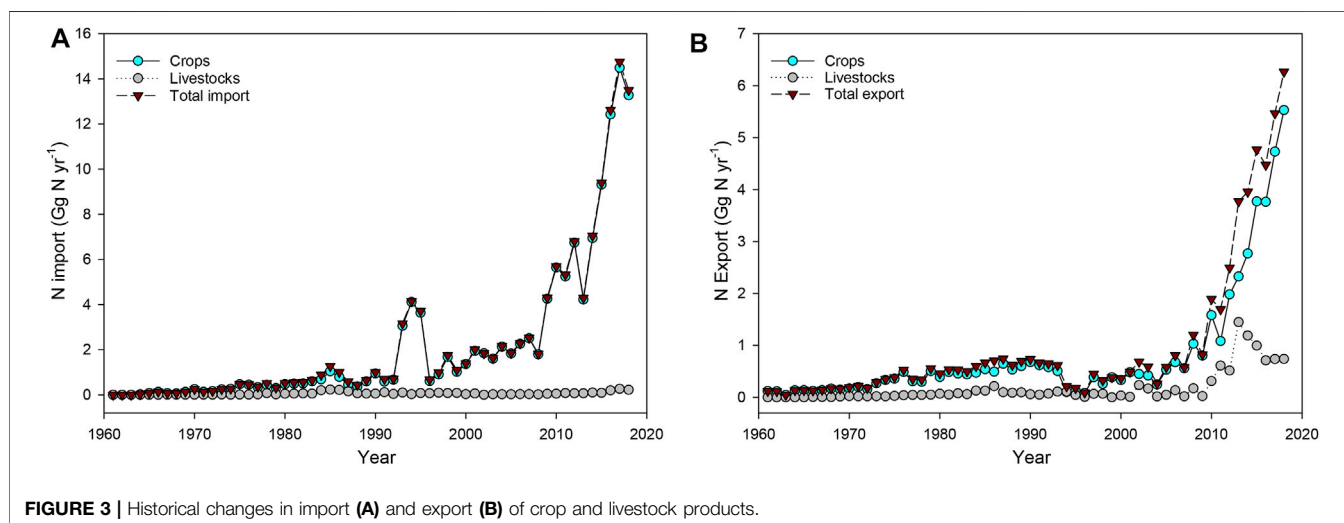 A
16
14
12
10
8
6
4
2
0
N import (Gg N yr⁻¹)
Crops
Livestocks
Total import
1960 1970 1980 1990 2000 2010 2020
Year
B
7
6
5
4
3
2
1
0
N Export (Gg N yr⁻¹)
Crops
Livestocks
Total export
1960 1970 1980 1990 2000 2010 2020
Year
FIGURE 3 | Historical changes in import (A) and export (B) of crop and livestock products.